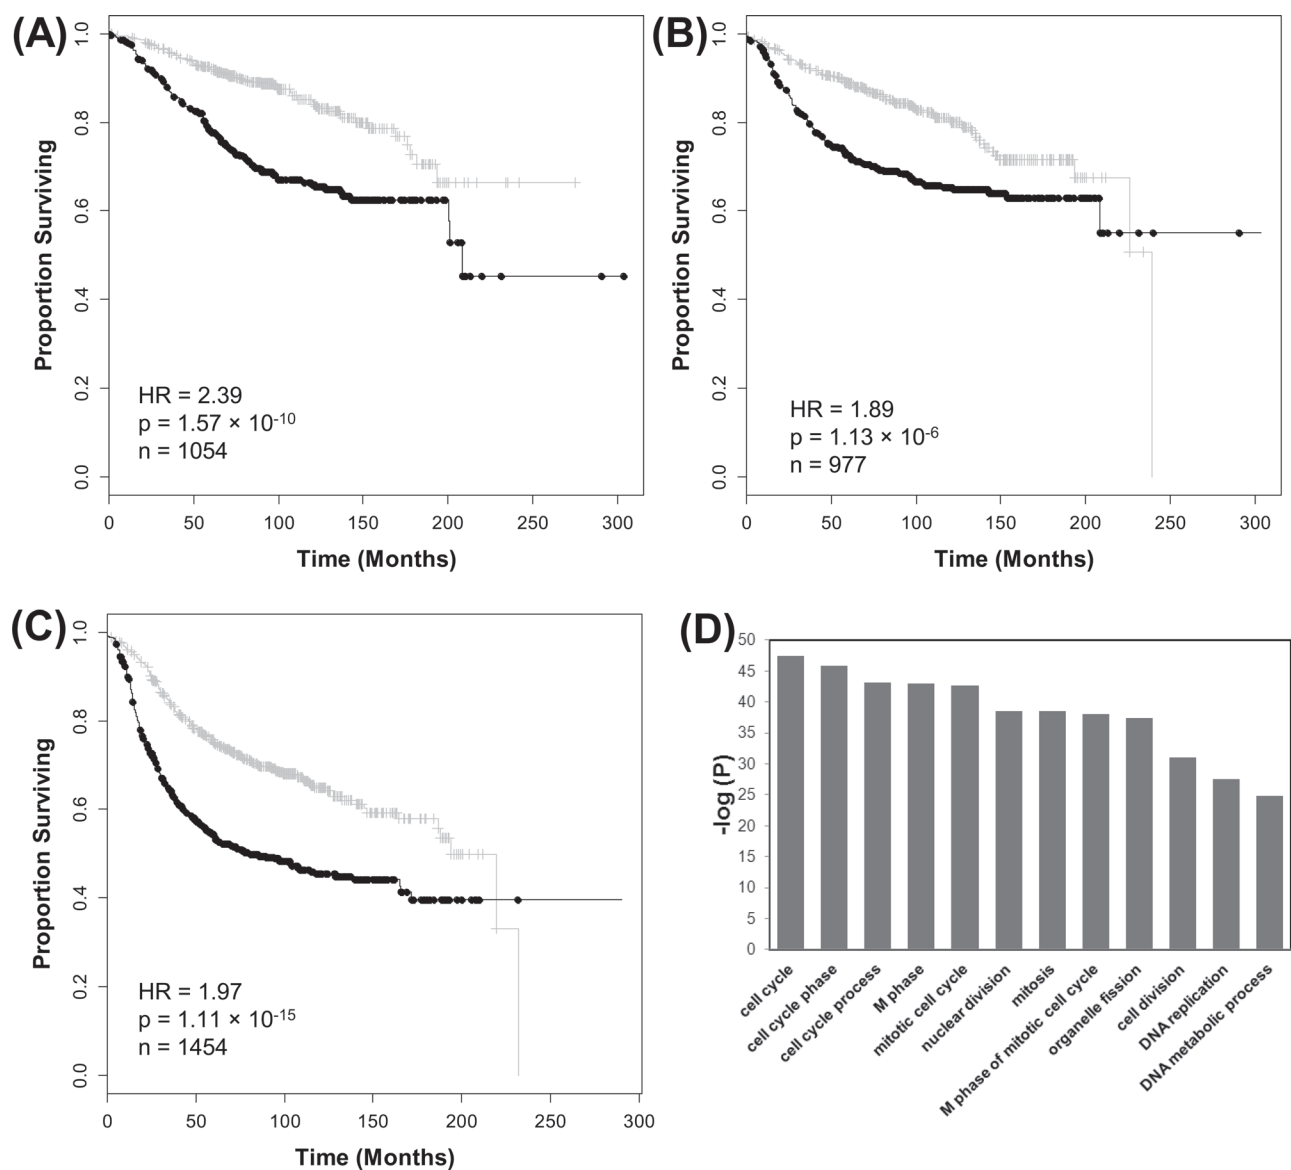 (A)
Proportion Surviving
1.0
0.8
0.6
0.4
0.2
0.0
HR = 2.39
p = 1.57 × 10-10
n = 1054
0 50 100 150 200 250 300
Time (Months)
(B)
Proportion Surviving
1.0
0.8
0.6
0.4
0.2
0.0
HR = 1.89
p = 1.13 × 10-6
n = 977
0 50 100 150 200 250 300
Time (Months)
(C)
Proportion Surviving
1.0
0.8
0.6
0.4
0.2
0.0
HR = 1.97
p = 1.11 × 10-15
n = 1454
0 50 100 150 200 250 300
Time (Months)
(D)
-log (P)
50
45
40
35
30
25
20
15
10
5
0
cell cycle
cell cycle phase
cell cycle process
M phase
mitotic cell cycle
nuclear division
mitosis
M phase of mitotic cell cycle
organelle fission
cell division
DNA replication
DNA metabolic process